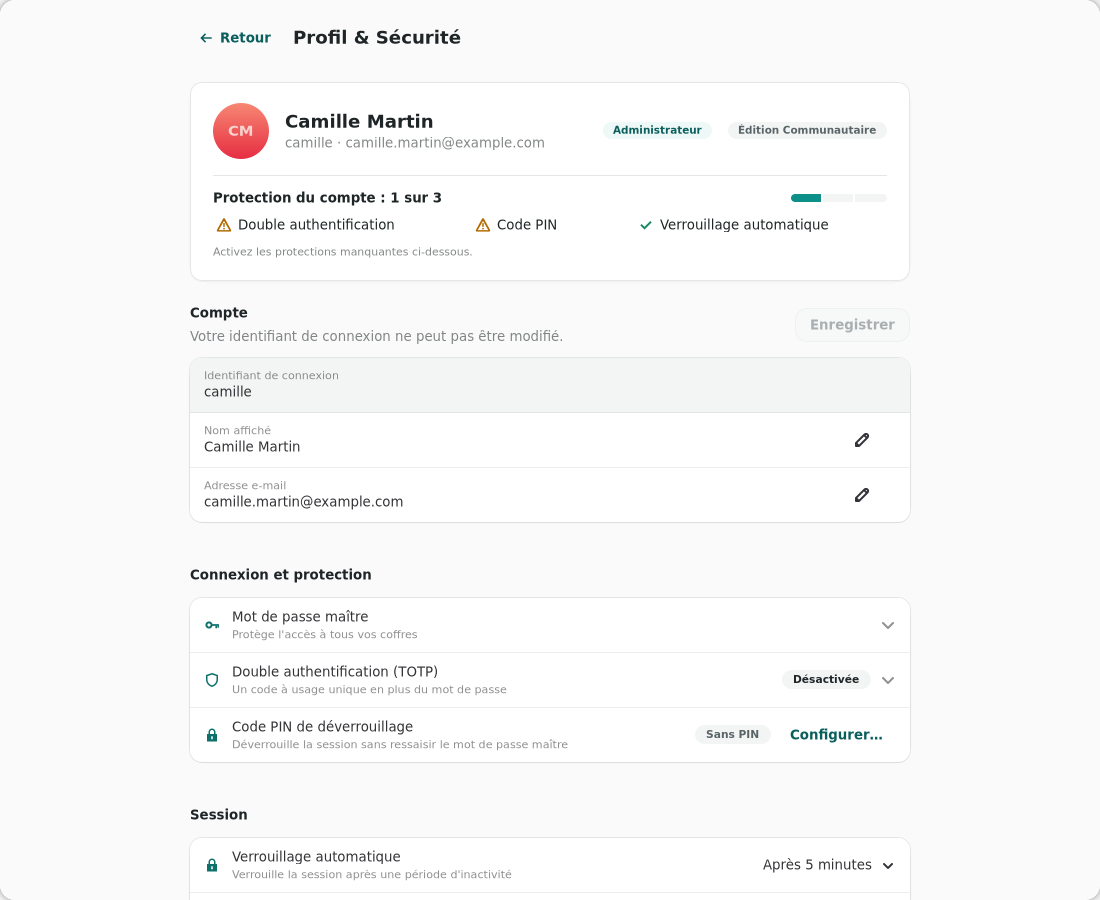 Retour
Profil & Sécurité
CM
Camille Martin
camille · camille.martin@example.com
Administrateur
Édition Communautaire
Protection du compte : 1 sur 3
Double authentification
Code PIN
Verrouillage automatique
Activez les protections manquantes ci-dessous.
Compte
Votre identifiant de connexion ne peut pas être modifié.
Enregistrer
Identifiant de connexion
camille
Nom affiché
Camille Martin
Adresse e-mail
camille.martin@example.com
Connexion et protection
Mot de passe maître
Protège l'accès à tous vos coffres
Double authentification (TOTP)
Un code à usage unique en plus du mot de passe
Désactivée
Code PIN de déverrouillage
Déverrouille la session sans ressaisir le mot de passe maître
Sans PIN
Configurer...
Session
Verrouillage automatique
Verrouille la session après une période d'inactivité
Après 5 minutes